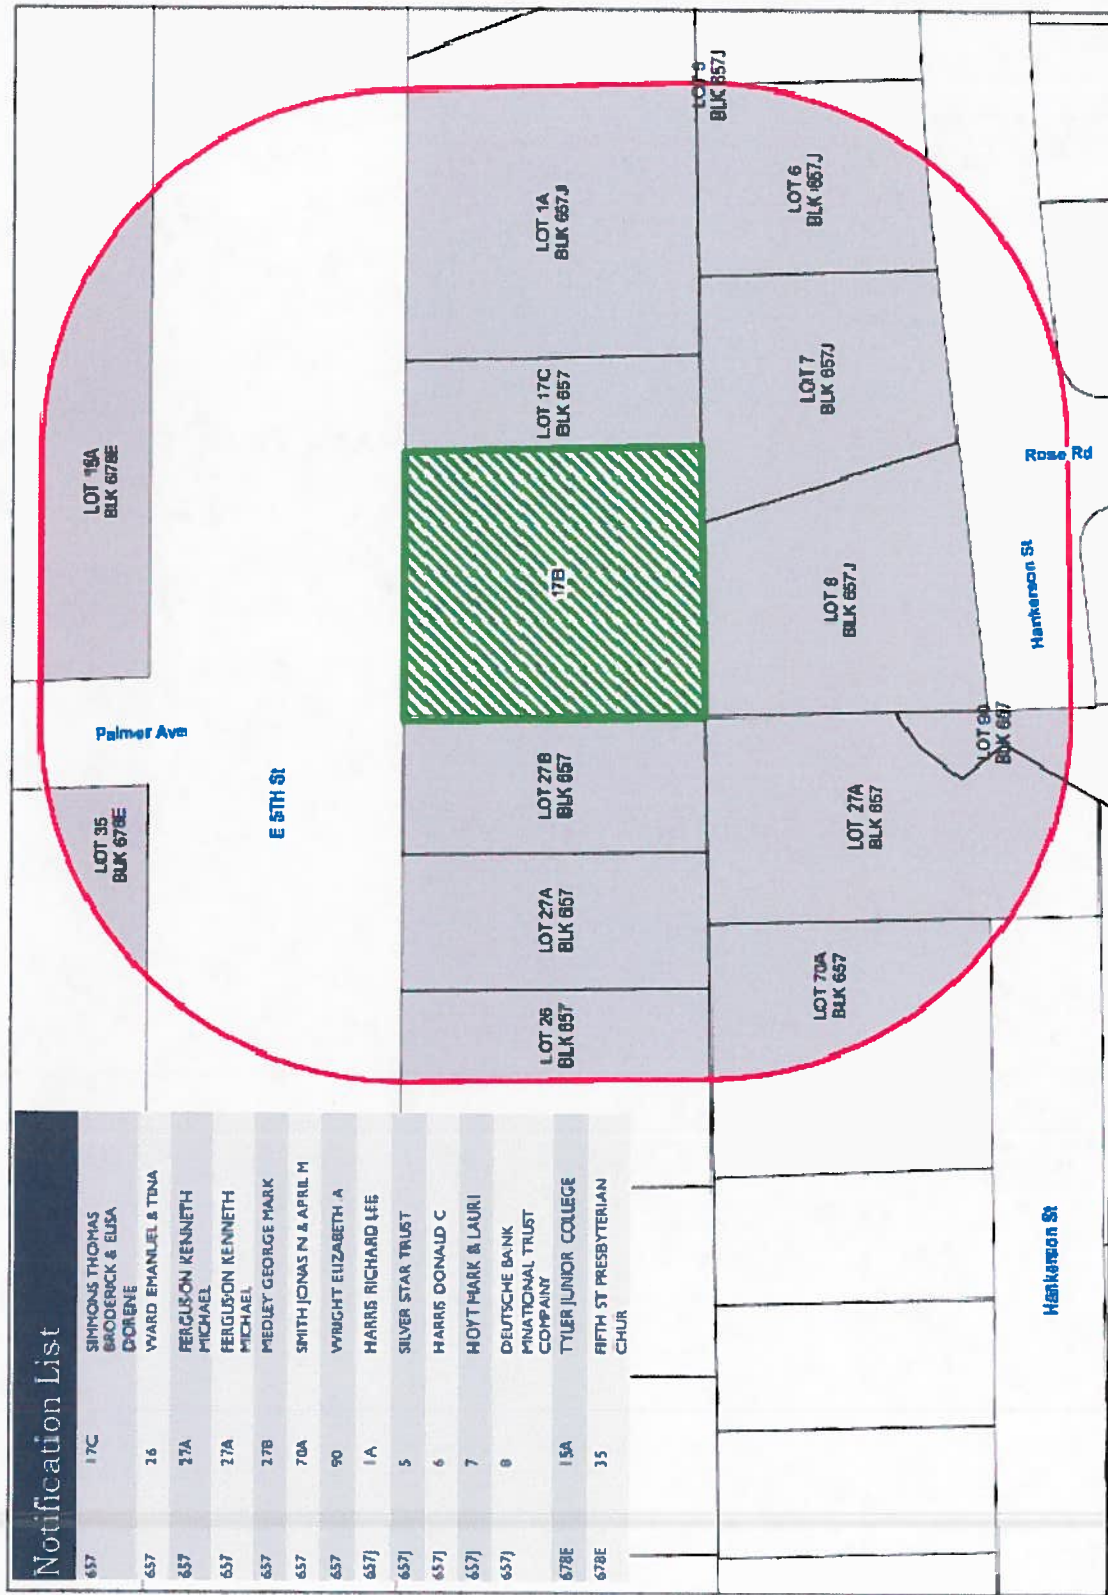 Notification List
657 17C SIMMONS THOMAS
BRODERICK & ELISA
DORENE
657 26 WARD EMANUEL & TINA
657 27A FERGUSON KENNETH
MICHAEL
657 27A FERGUSON KENNETH
MICHAEL
657 27B MEDLEY GEORGE MARK
657 70A SMITH JONAS N & APRIL M
657 90 WRIGHT ELIZABETH A
657J 1A HARRIS RICHARD LEE
657J 5 SILVER STAR TRUST
657J 6 HARRIS DONALD C
657J 7 HOYT MARK & LAURI
657J 8 DEUTSCHE BANK
MNATIONAL TRUST
COMPAINY
678E 15A TYLER JUNIOR COLLEGE
678E 35 FIFTH ST PRESBYTERIAN
CHUR
LOT 35
BLK 678E
Palmer Ave
LOT 15A
BLK 678E
E 5TH St
LOT 26
BLK 657
LOT 27A
BLK 657
LOT 27B
BLK 657
17B
LOT 17C
BLK 657
LOT 1A
BLK 657J
LOT 5
BLK 657J
LOT 70A
BLK 657
LOT 27A
BLK 657
LOT 8
BLK 657J
LOT 7
BLK 657J
LOT 6
BLK 657J
LOT 90
BLK 657
Hankerson St
Rose Rd
Hankerson St